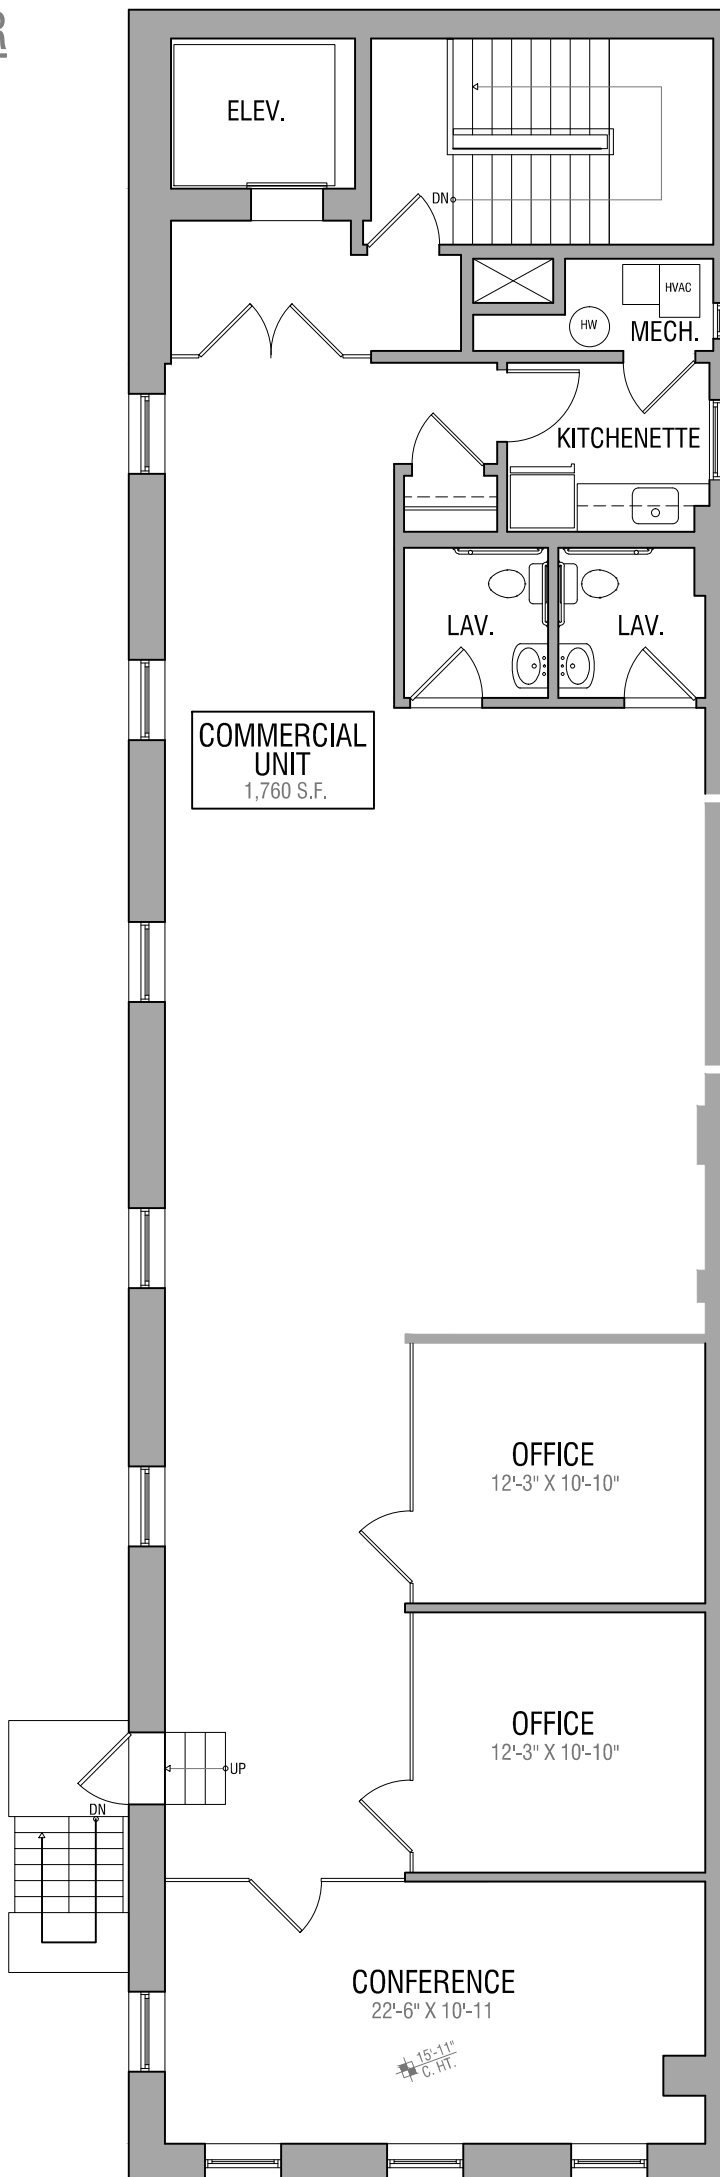 R
ELEV.
DN
HVAC
HW
MECH.
KITCHENETTE
LAV.
LAV.
COMMERCIAL
UNIT
1,760 S.F.
OFFICE
12'-3" X 10'-10"
OFFICE
12'-3" X 10'-10"
UP
DN
CONFERENCE
22'-6" X 10'-11
15'-11"
C. HT.